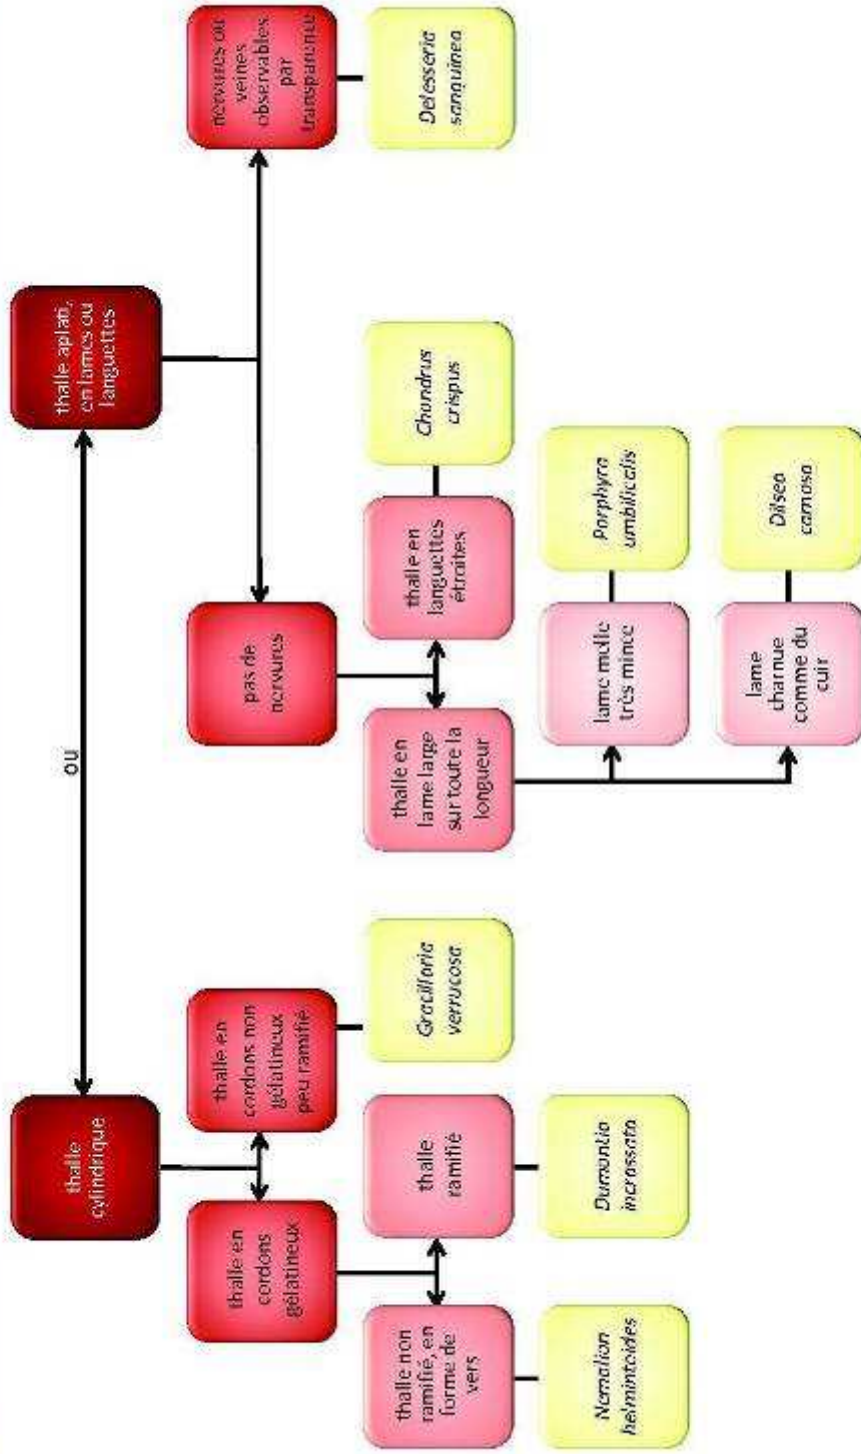 ou
thalle
cylindrique
thalle aplati,
en lames ou
languettes
thalle en
cordons
gélatineux
thalle en
cordons non
gélatineux
peu ramifié
pas de
nervures
nervures ou
veines
observables
par
transparence
thalle non
ramifié, en
forme de
vers
thalle
ramifié
Gracilloria
verrucosa
thalle en
lame large
sur toute la
longueur
thalle en
languettes
étroites
Chondrus
crispus
Delesseria
sanguinea
Nemalion
helmintoides
Dumontia
incrassata
lame molle
très mince
Porphyra
umbilicalis
lame
charnue
comme du
cuir
Dilsea
carnosa